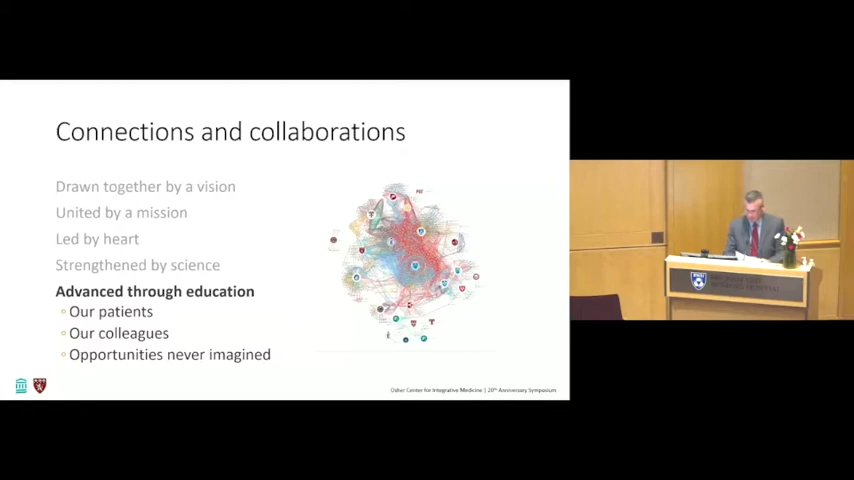 Connections and collaborations
Drawn together by a vision
United by a mission
Led by heart
Strengthened by science
Advanced through education
Our patients
Our colleagues
Opportunities never imagined
Osher Center for Integrative Medicine | 20th Anniversary Symposium